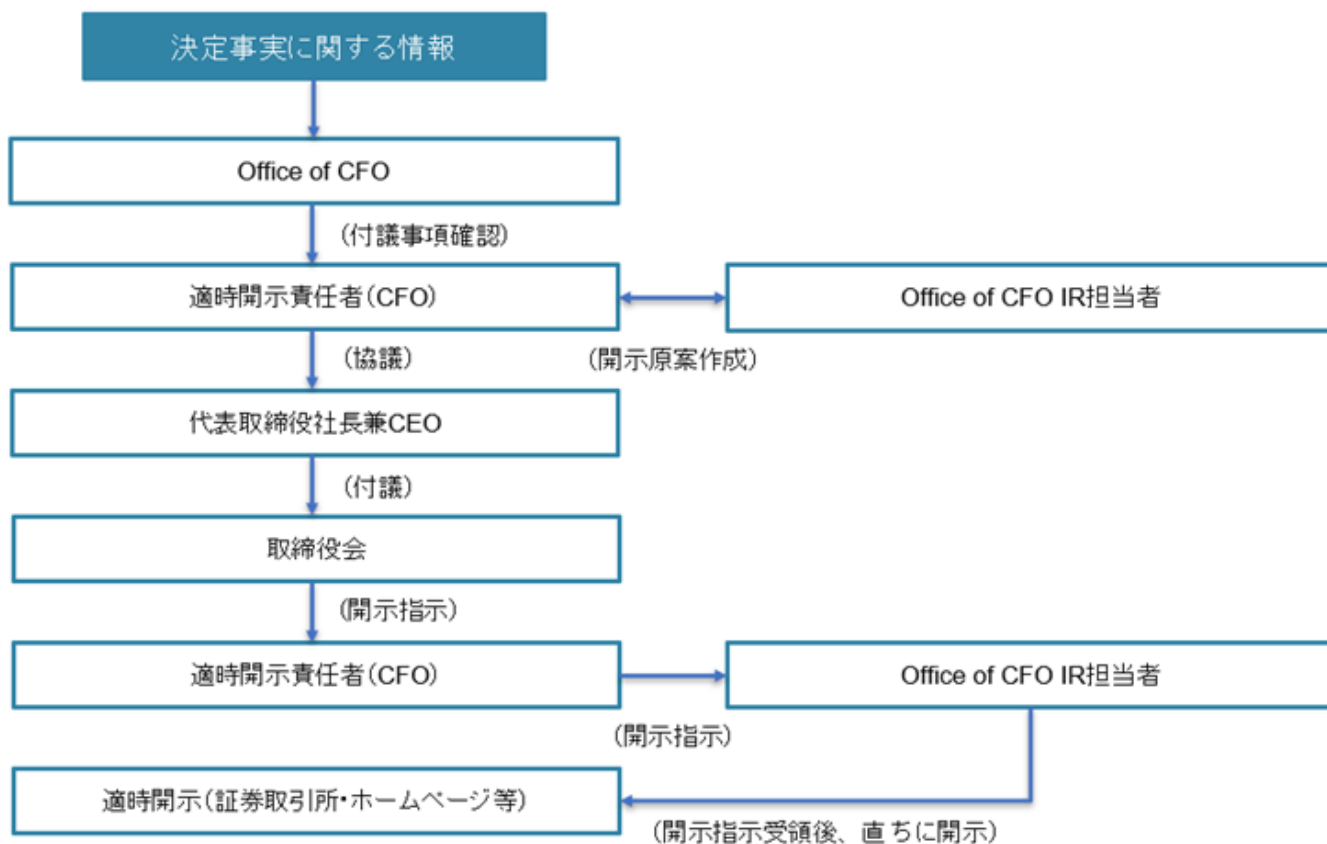 決定事実に関する情報
Office of CFO
(付議事項確認)
適時開示責任者(CFO)
Office of CFO IR担当者
(協議)
(開示原案作成)
代表取締役社長兼CEO
(付議)
取締役会
(開示指示)
適時開示責任者(CFO)
Office of CFO IR担当者
(開示指示)
適時開示(証券取引所・ホームページ等)
(開示指示受領後、直ちに開示)